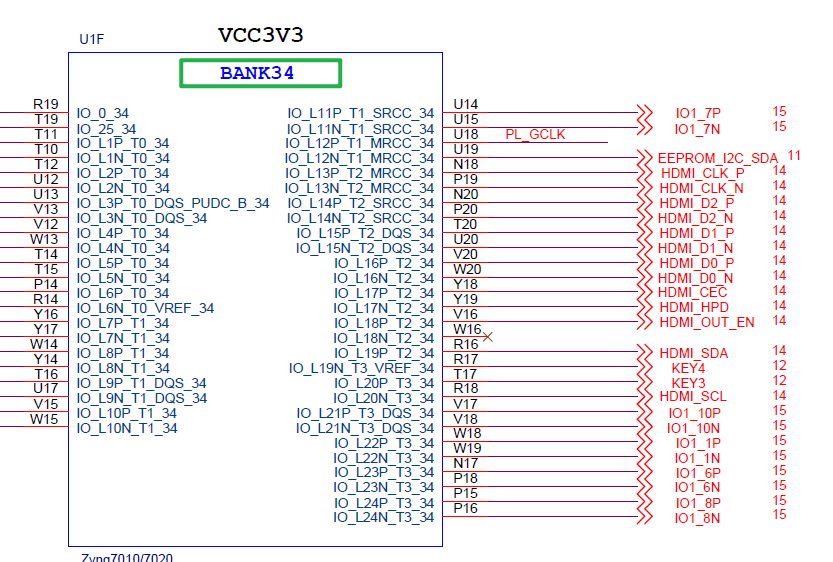 VCC3V3
U1F
BANK34
R19 IO_0_34 IO_L11P_T1_SRCC_34 U14 IO1_7P 15
T19 IO_25_34 IO_L11N_T1_SRCC_34 U15 IO1_7N 15
T11 IO_L1P_T0_34 IO_L12P_T1_MRCC_34 U18 PL_GCLK
T10 IO_L1N_T0_34 IO_L12N_T1_MRCC_34 U19 EEPROM_I2C_SDA 11
T12 IO_L2P_T0_34 IO_L13P_T2_MRCC_34 N18 HDMI_CLK_P 14
U12 IO_L2N_T0_34 IO_L13N_T2_MRCC_34 P19 HDMI_CLK_N 14
U13 IO_L3P_T0_DQS_PUDC_B_34 IO_L14P_T2_SRCC_34 N20 HDMI_D2_P 14
V13 IO_L3N_T0_DQS_34 IO_L14N_T2_SRCC_34 P20 HDMI_D2_N 14
V12 IO_L4P_T0_34 IO_L15P_T2_DQS_34 T20 HDMI_D1_P 14
W13 IO_L4N_T0_34 IO_L15N_T2_DQS_34 U20 HDMI_D1_N 14
T14 IO_L5P_T0_34 IO_L16P_T2_34 V20 HDMI_D0_P 14
T15 IO_L5N_T0_34 IO_L16N_T2_34 W20 HDMI_D0_N 14
P14 IO_L6P_T0_34 IO_L17P_T2_34 Y18 HDMI_CEC 14
R14 IO_L6N_T0_VREF_34 IO_L17N_T2_34 Y19 HDMI_HPD 14
Y16 IO_L7P_T1_34 IO_L18P_T2_34 V16 HDMI_OUT_EN 14
Y17 IO_L7N_T1_34 IO_L18N_T2_34 W16
W14 IO_L8P_T1_34 IO_L19P_T2_34 R16 HDMI_SDA 14
Y14 IO_L8N_T1_34 IO_L19N_T3_VREF_34 R17 KEY4 12
T16 IO_L9P_T1_DQS_34 IO_L20P_T3_34 T17 KEY3 12
U17 IO_L9N_T1_DQS_34 IO_L20N_T3_34 R18 HDMI_SCL 14
V15 IO_L10P_T1_34 IO_L21P_T3_DQS_34 V17 IO1_10P 15
W15 IO_L10N_T1_34 IO_L21N_T3_DQS_34 V18 IO1_10N 15
IO_L22P_T3_34 W18 IO1_1P 15
IO_L22N_T3_34 W19 IO1_1N 15
IO_L23P_T3_34 N17 IO1_6P 15
IO_L23N_T3_34 P18 IO1_6N 15
IO_L24P_T3_34 P15 IO1_8P 15
IO_L24N_T3_34 P16 IO1_8N 15
Zynq7010/7020